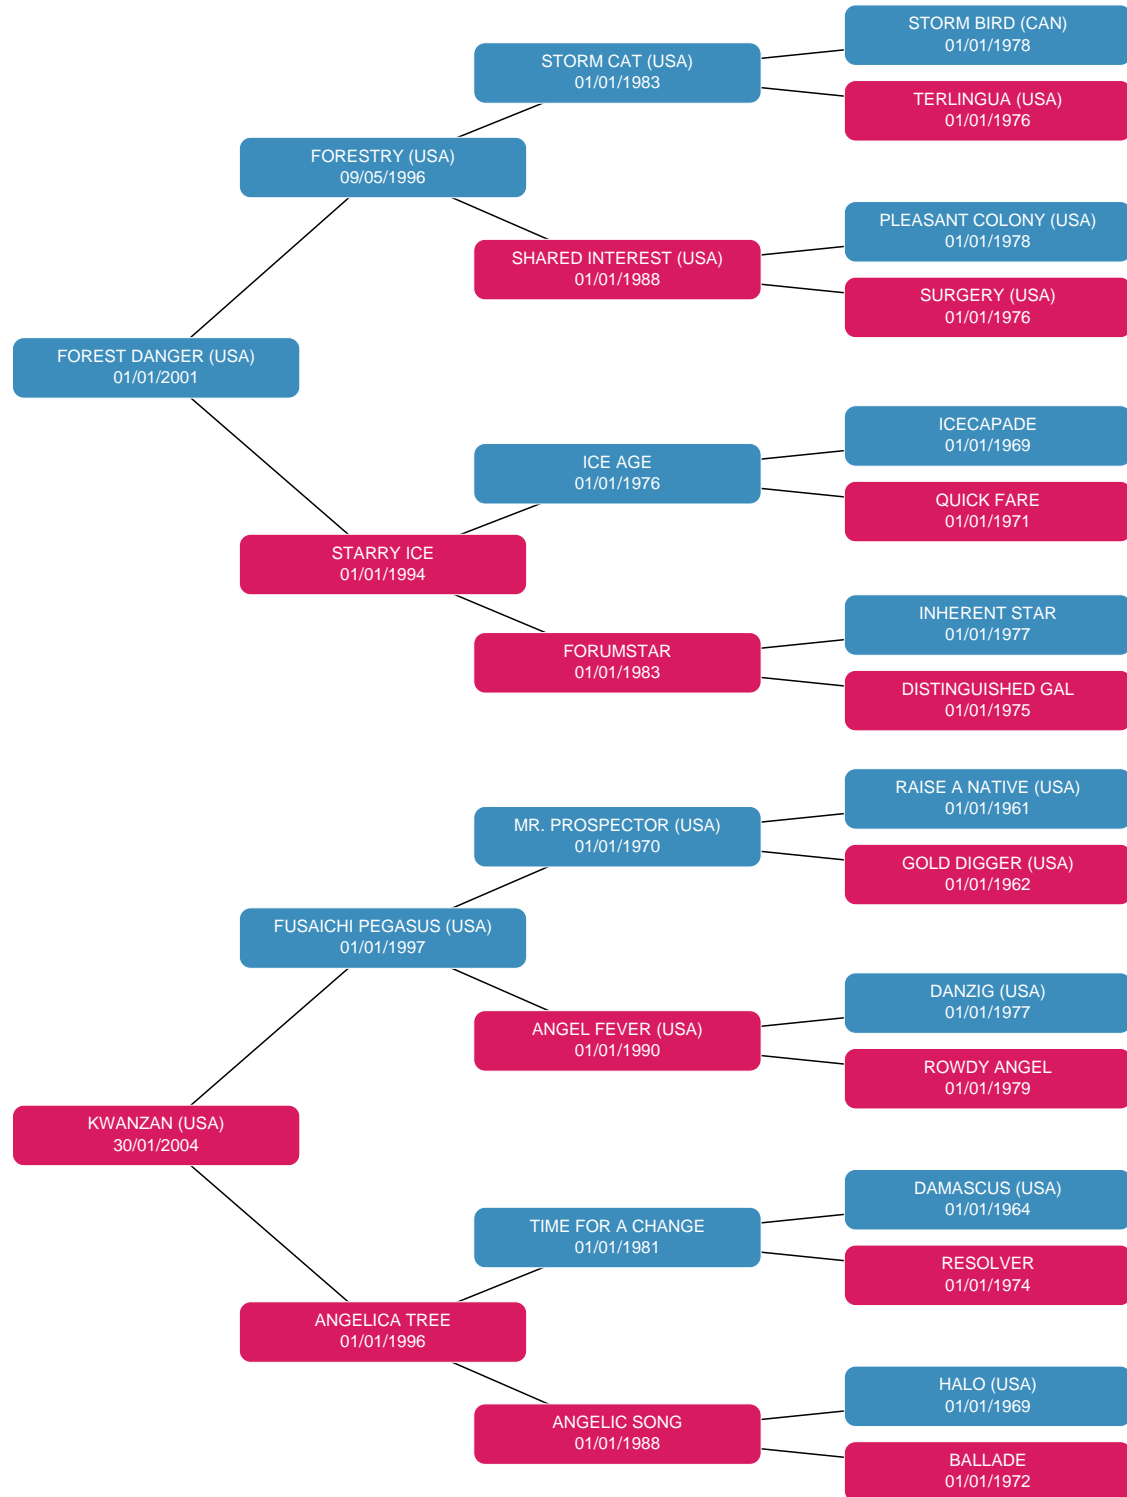 STORM BIRD (CAN)
01/01/1978
STORM CAT (USA)
01/01/1983
TERLINGUA (USA)
01/01/1976
FORESTRY (USA)
09/05/1996
PLEASANT COLONY (USA)
01/01/1978
SHARED INTEREST (USA)
01/01/1988
SURGERY (USA)
01/01/1976
FOREST DANGER (USA)
01/01/2001
ICECAPADE
01/01/1969
ICE AGE
01/01/1976
QUICK FARE
01/01/1971
STARRY ICE
01/01/1994
INHERENT STAR
01/01/1977
FORUMSTAR
01/01/1983
DISTINGUISHED GAL
01/01/1975
RAISE A NATIVE (USA)
01/01/1961
MR. PROSPECTOR (USA)
01/01/1970
GOLD DIGGER (USA)
01/01/1962
FUSAICHI PEGASUS (USA)
01/01/1997
DANZIG (USA)
01/01/1977
ANGEL FEVER (USA)
01/01/1990
ROWDY ANGEL
01/01/1979
KWANZAN (USA)
30/01/2004
DAMASCUS (USA)
01/01/1964
TIME FOR A CHANGE
01/01/1981
RESOLVER
01/01/1974
ANGELICA TREE
01/01/1996
HALO (USA)
01/01/1969
ANGELIC SONG
01/01/1988
BALLADE
01/01/1972